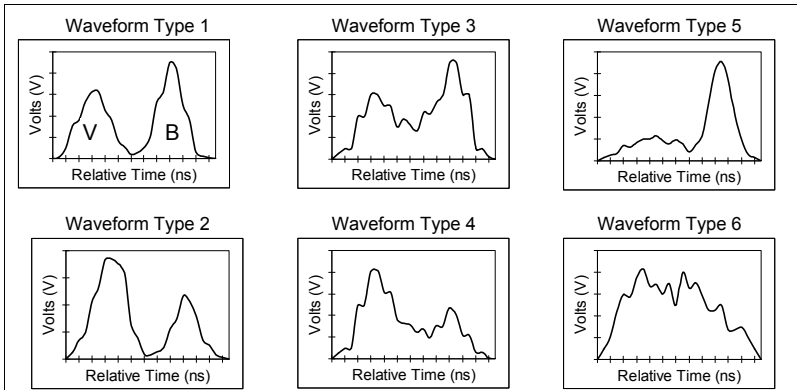 Waveform Type 1
Volts (V)
V
B
Relative Time (ns)
Waveform Type 3
Volts (V)
Relative Time (ns)
Waveform Type 5
Volts (V)
Relative Time (ns)
Waveform Type 2
Volts (V)
Relative Time (ns)
Waveform Type 4
Volts (V)
Relative Time (ns)
Waveform Type 6
Volts (V)
Relative Time (ns)